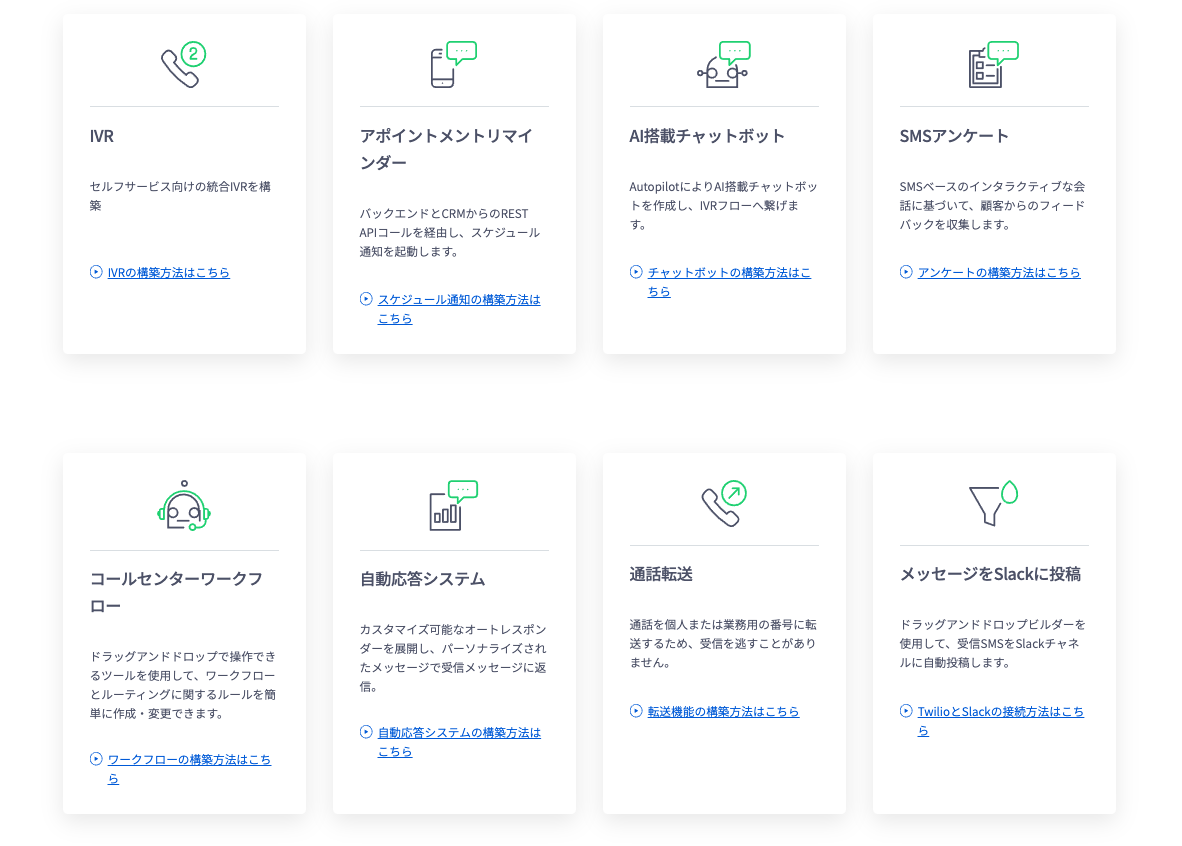 2
IVR
セルフサービス向けの統合IVRを構
築
IVRの構築方法はこちら
アポイントメントリマイ
ンダー
バックエンドとCRMからのREST
APIコールを経由し、スケジュール
通知を起動します。
スケジュール通知の構築方法は
こちら
AI搭載チャットボット
AutopilotによりAI搭載チャットボッ
トを作成し、IVRフローへ繋げま
す。
チャットボットの構築方法はこ
ちら
SMSアンケート
SMSベースのインタラクティブな会
話に基づいて、顧客からのフィード
バックを収集します。
アンケートの構築方法はこちら
コールセンターワークフ
ロー
ドラッグアンドドロップで操作でき
るツールを使用して、ワークフロー
とルーティングに関するルールを簡
単に作成・変更できます。
ワークフローの構築方法はこち
ら
自動応答システム
カスタマイズ可能なオートレスポン
ダーを展開し、パーソナライズされ
たメッセージで受信メッセージに返
信。
自動応答システムの構築方法は
こちら
通話転送
通話を個人または業務用の番号に転
送するため、受信を逃すことがあり
ません。
転送機能の構築方法はこちら
メッセージをSlackに投稿
ドラッグアンドドロップビルダーを
使用して、受信SMSをSlackチャネ
ルに自動投稿します。
TwilioとSlackの接続方法はこち
ら